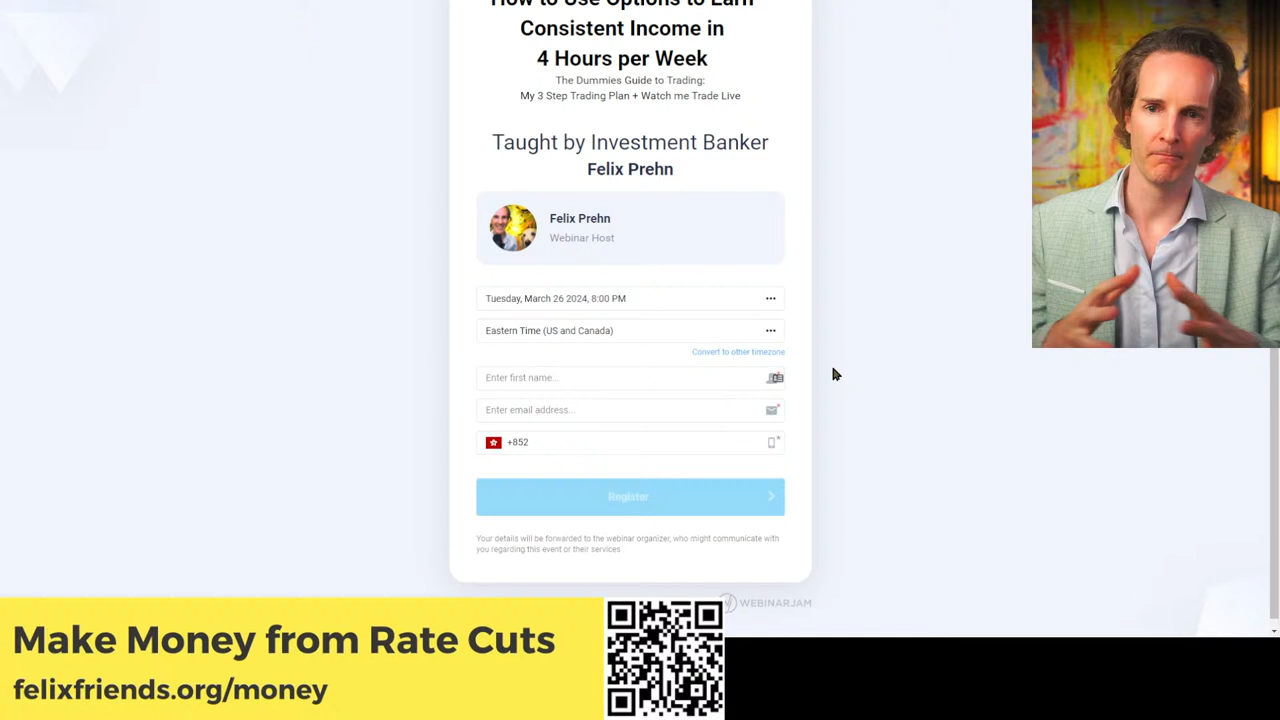 How to Use Options to Earn
Consistent Income in
4 Hours per Week
The Dummies Guide to Trading:
My 3 Step Trading Plan + Watch me Trade Live
Taught by Investment Banker
Felix Prehn
Felix Prehn
Webinar Host
Tuesday, March 26 2024, 8:00 PM
Eastern Time (US and Canada)
Convert to other timezone
Enter first name...
Enter email address...
+852
Register
Your details will be forwarded to the webinar organizer, who might communicate with
you regarding this event or their services
WEBINARJAM
Make Money from Rate Cuts
felixfriends.org/money